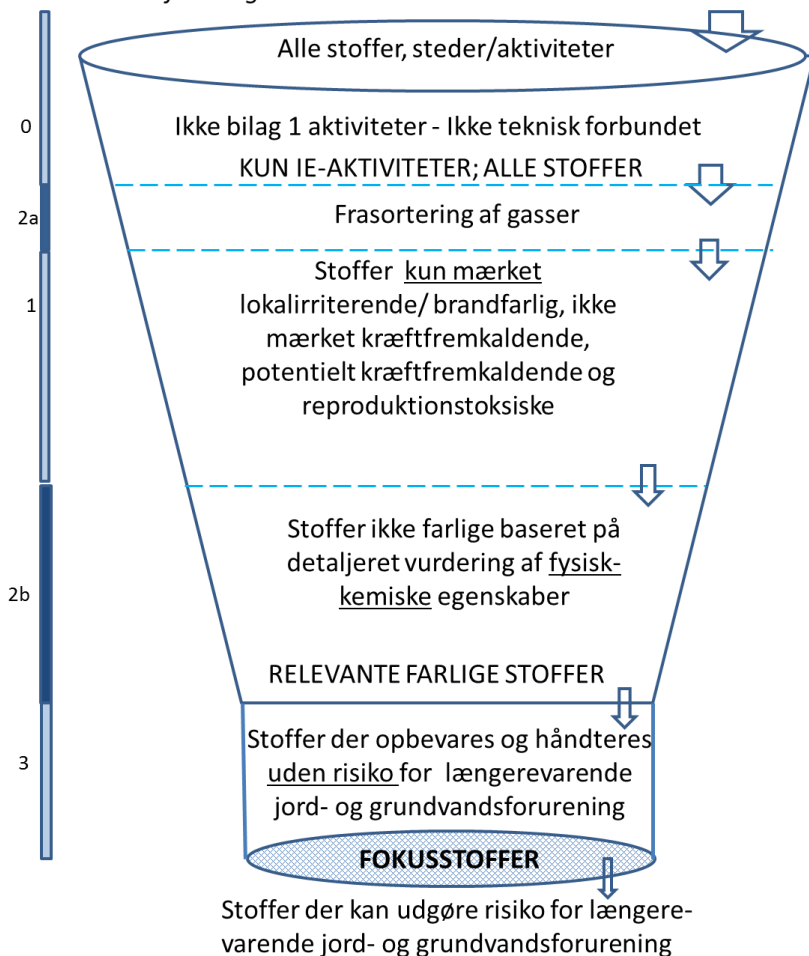 Alle stoffer, steder/aktiviteter
0
Ikke bilag 1 aktiviteter - Ikke teknisk forbundet
KUN IE-AKTIVITETER; ALLE STOFFER
2a
Frasortering af gasser
1
Stoffer kun mærket
lokalirriterende/ brandfarlig, ikke
mærket kræftfremkaldende,
potentielt kræftfremkaldende og
reproduktionstoksiske
2b
Stoffer ikke farlige baseret på
detaljeret vurdering af fysisk-
kemiske egenskaber
RELEVANTE FARLIGE STOFFER
3
Stoffer der opbevares og håndteres
uden risiko for længerevarende
jord- og grundvandsforurening
FOKUSSTOFFER
Stoffer der kan udgøre risiko for længere-
varende jord- og grundvandsforurening